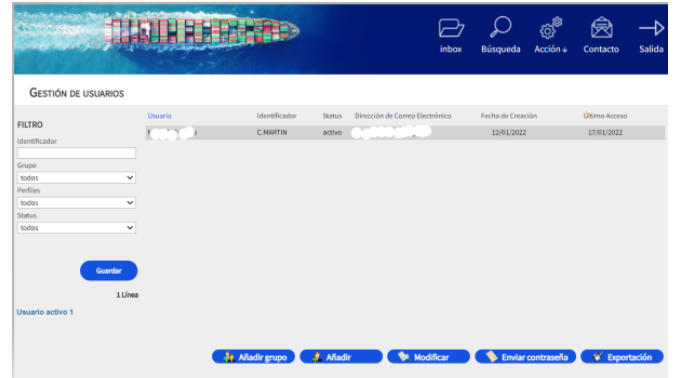 inbox Búsqueda Acción↓ Contacto Salida
GESTIÓN DE USUARIOS
Usuario Identificador Status Dirección de Correo Electrónico Fecha de Creación Último Acceso
C.MARTIN activo 12/01/2022 17/01/2022
FILTRO
Identificador
Grupo
todos
Perfiles
todos
Status
todos
Guardar
1 Línea
Usuario activo 1
Añadir grupo Añadir Modificar Enviar contraseña Exportación